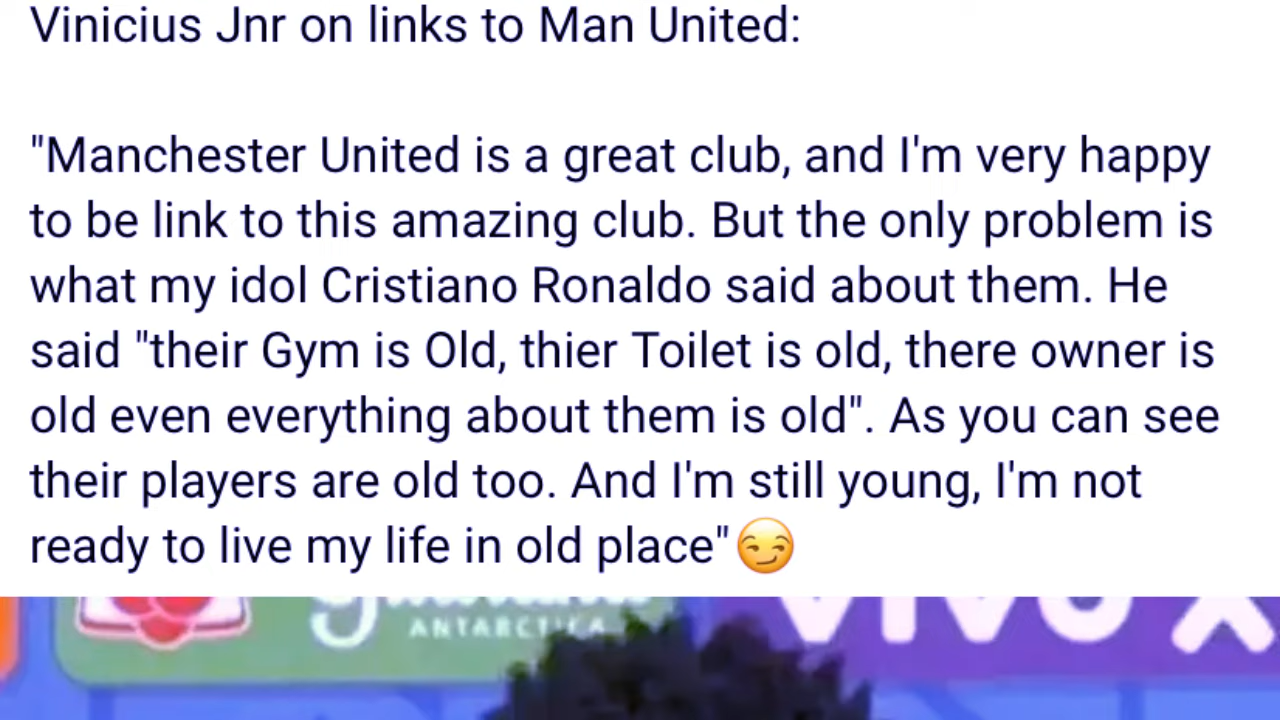 Vinicius Jnr on links to Man United:
"Manchester United is a great club, and I'm very happy
to be link to this amazing club. But the only problem is
what my idol Cristiano Ronaldo said about them. He
said "their Gym is Old, thier Toilet is old, there owner is
old even everything about them is old". As you can see
their players are old too. And I'm still young, I'm not
ready to live my life in old place"😏
ANTARCTICA
vivo X